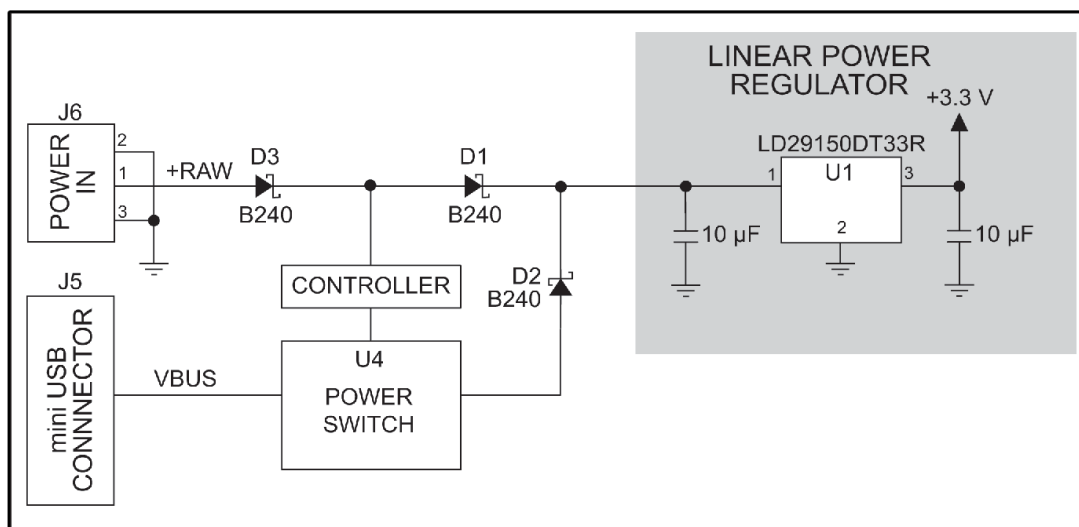 LINEAR POWER
REGULATOR
+3.3 V
LD29150DT33R
U1
1
3
2
10 µF
10 µF
J6
POWER
IN
2
1
3
+RAW
D3
B240
D1
B240
D2
B240
CONTROLLER
J5
mini USB
CONNNECTOR
VBUS
U4
POWER
SWITCH